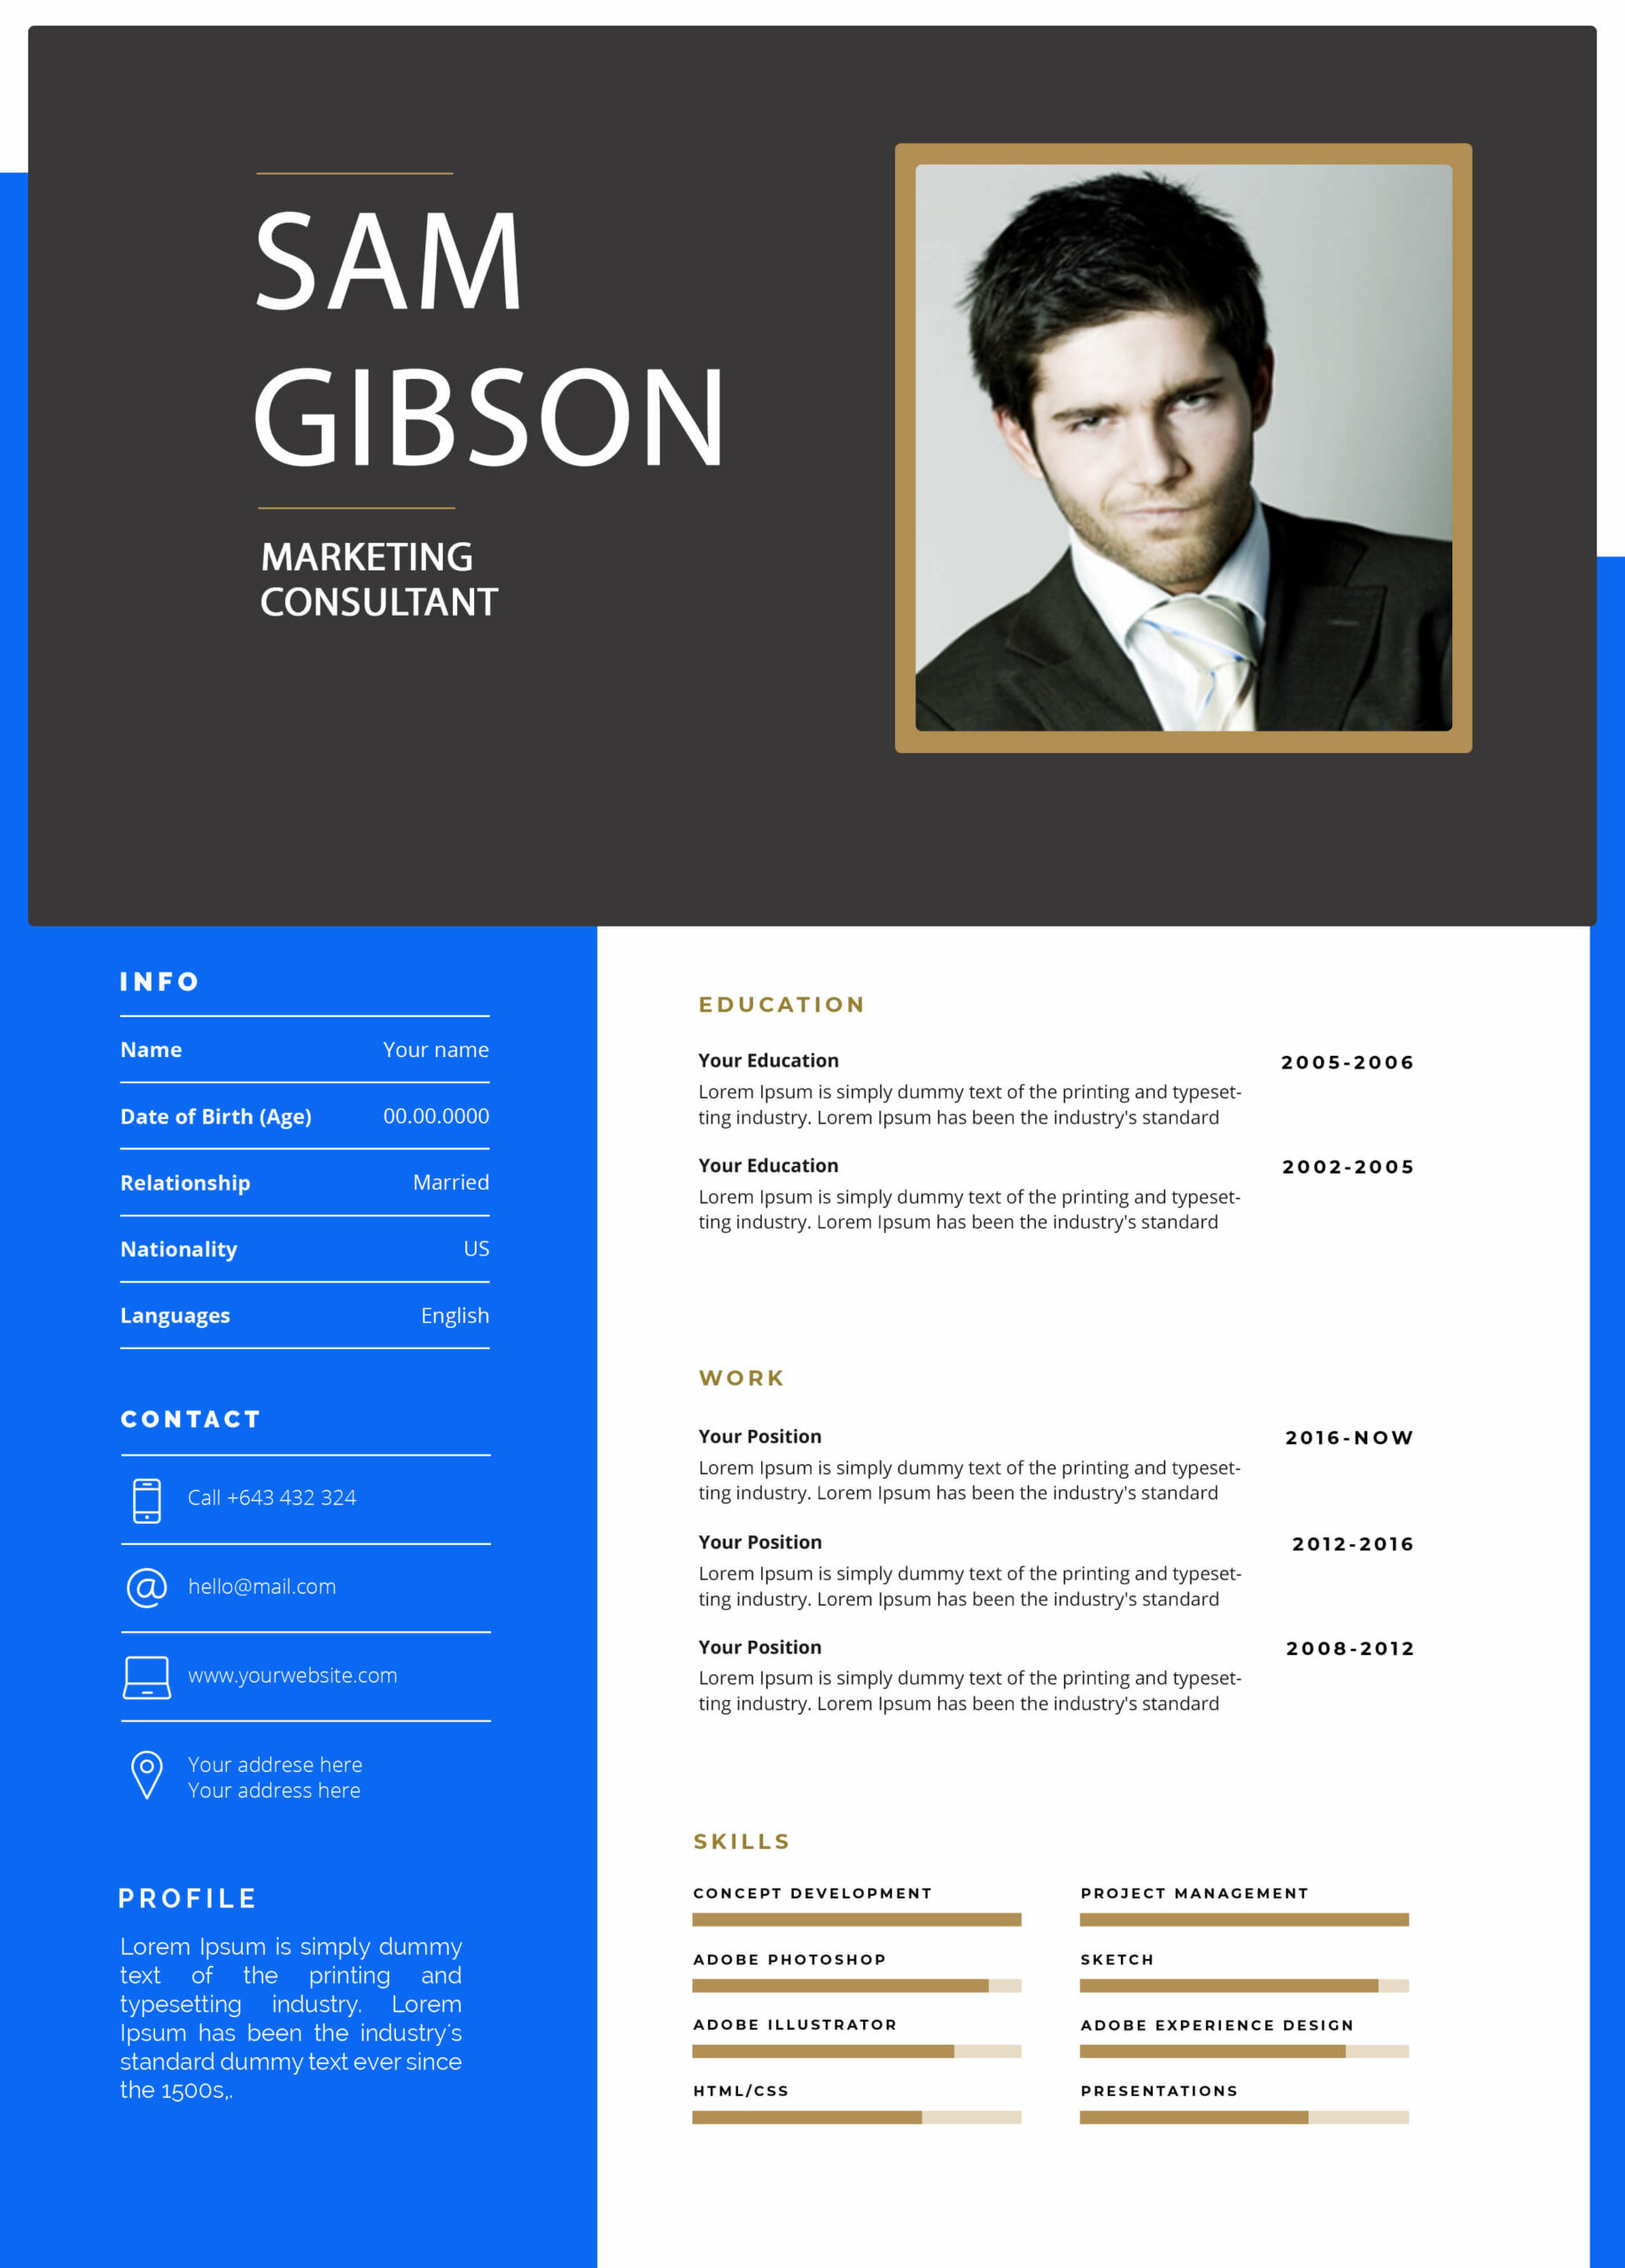 SAM
GIBSON
MARKETING
CONSULTANT
INFO
Name Your name
Date of Birth (Age) 00.00.0000
Relationship Married
Nationality US
Languages English
CONTACT
Call +643 432 324
hello@mail.com
www.yourwebsite.com
Your addrese here
Your address here
PROFILE
Lorem Ipsum is simply dummy
text of the printing and
typesetting industry. Lorem
Ipsum has been the industry's
standard dummy text ever since
the 1500s,.
EDUCATION
Your Education 2005-2006
Lorem Ipsum is simply dummy text of the printing and typeset-
ting industry. Lorem Ipsum has been the industry's standard
Your Education 2002-2005
Lorem Ipsum is simply dummy text of the printing and typeset-
ting industry. Lorem Ipsum has been the industry's standard
WORK
Your Position 2016-NOW
Lorem Ipsum is simply dummy text of the printing and typeset-
ting industry. Lorem Ipsum has been the industry's standard
Your Position 2012-2016
Lorem Ipsum is simply dummy text of the printing and typeset-
ting industry. Lorem Ipsum has been the industry's standard
Your Position 2008-2012
Lorem Ipsum is simply dummy text of the printing and typeset-
ting industry. Lorem Ipsum has been the industry's standard
SKILLS
CONCEPT DEVELOPMENT PROJECT MANAGEMENT
ADOBE PHOTOSHOP SKETCH
ADOBE ILLUSTRATOR ADOBE EXPERIENCE DESIGN
HTML/CSS PRESENTATIONS